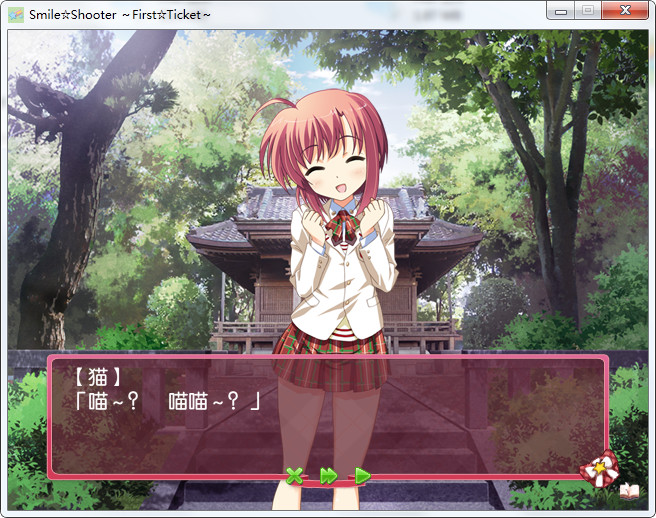 Smile☆Shooter ~First☆Ticket~
【猫】
「喵~？　喵喵~？」